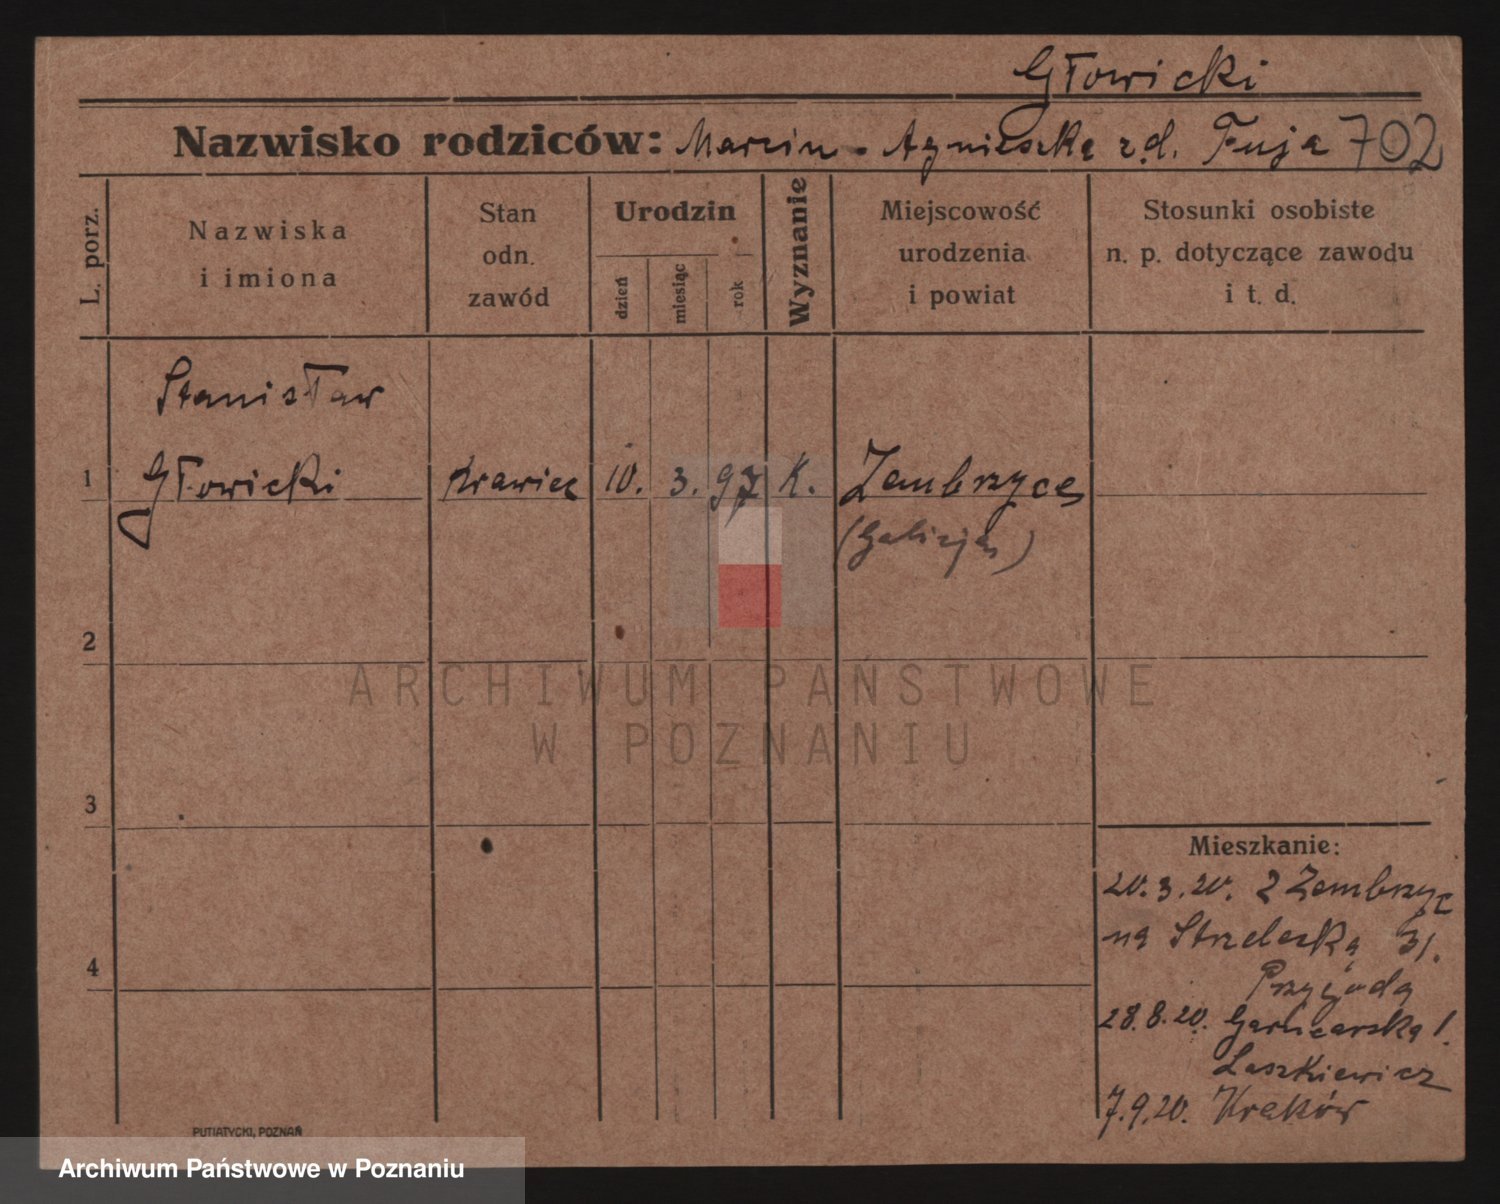 Głowicki
Nazwisko rodziców: Marcin - Agnieszka z d. Fuja 702
L. porz.
Nazwiska
i imiona
Stan
odn.
zawód
Urodzin
dzień
miesiąc
rok
Wyznanie
Miejscowość
urodzenia
i powiat
Stosunki osobiste
n. p. dotyczące zawodu
i t. d.
Stanisław
1 Głowicki krawiec 10. 3. 97 K. Zembrzyce
(Galicja)
2
ARCHIWUM PAŃSTWOWE
W POZNANIU
3
4
Mieszkanie:
20.3.20. Z Zembrzyc
na Strzelecką 31.
Przygoda
28.8.20. Garncarska 1.
Laszkiewicz
7.9.20. Kraków
PUTIATYCKI, POZNAŃ
Archiwum Państwowe w Poznaniu